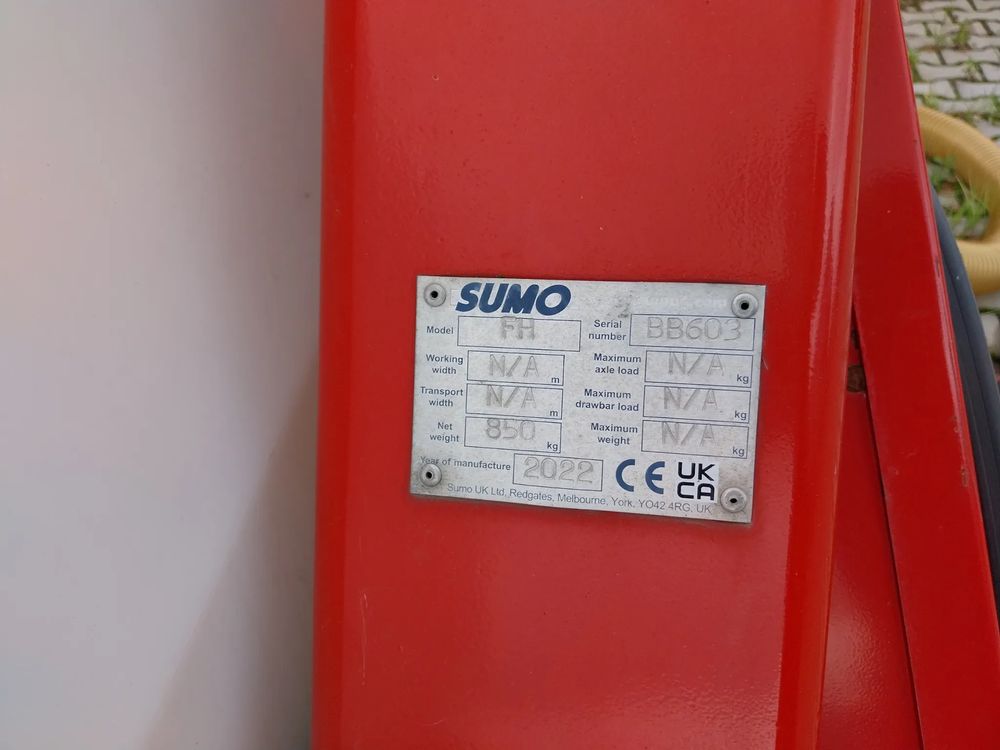 SUMO
Model FH Serial number BB603
Working width N/A m Maximum axle load N/A kg
Transport width N/A m Maximum drawbar load N/A kg
Net weight 850 kg Maximum weight N/A kg
Year of manufacture 2022 CE UK CA
Sumo UK Ltd, Redgates, Melbourne, York, YO42 4RG, UK